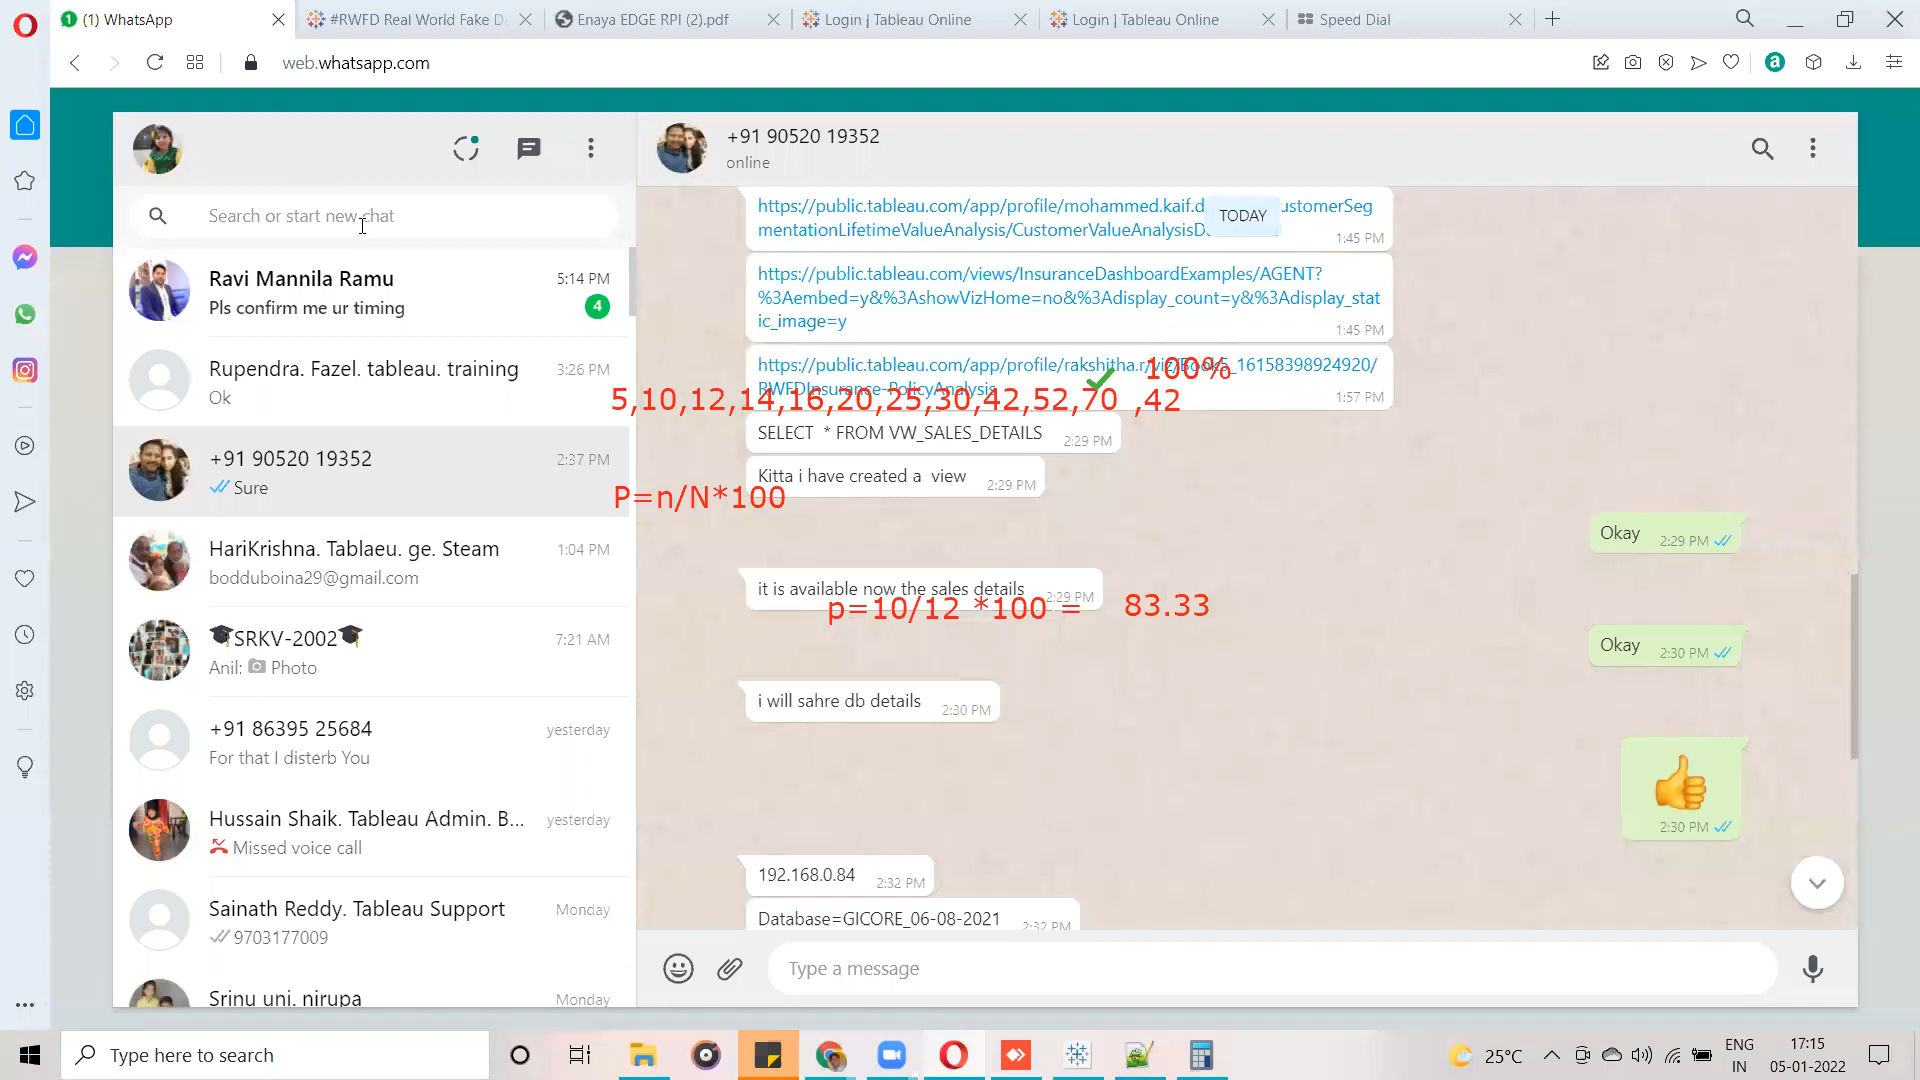 (1) WhatsApp
#RWFD Real World Fake D
Enaya EDGE RPI (2).pdf
Login | Tableau Online
Login | Tableau Online
Speed Dial
web.whatsapp.com
Search or start new chat
Ravi Mannila Ramu 5:14 PM
Pls confirm me ur timing 4
Rupendra. Fazel. tableau. training 3:26 PM
Ok
+91 90520 19352 2:37 PM
Sure
HariKrishna. Tablaeu. ge. Steam 1:04 PM
bodduboina29@gmail.com
SRKV-2002 7:21 AM
Anil: Photo
+91 86395 25684 yesterday
For that I disterb You
Hussain Shaik. Tableau Admin. B... yesterday
Missed voice call
Sainath Reddy. Tableau Support Monday
9703177009
Srinu uni. nirupa Monday
+91 90520 19352
online
TODAY
https://public.tableau.com/app/profile/mohammed.kaif.d ustomerSeg
mentationLifetimeValueAnalysis/CustomerValueAnalysisD
1:45 PM
https://public.tableau.com/views/InsuranceDashboardExamples/AGENT?
%3Aembed=y&%3AshowVizHome=no&%3Adisplay_count=y&%3Adisplay_stat
ic_image=y
1:45 PM
https://public.tableau.com/app/profile/rakshitha.r/viz/Book5_16158398924920/
RWFDInsurance-PolicyAnalysis
1:57 PM
100%
5,10,12,14,16,20,25,30,42,52,70 ,42
SELECT * FROM VW_SALES_DETAILS 2:29 PM
Kitta i have created a view 2:29 PM
P=n/N*100
Okay 2:29 PM
it is available now the sales details 2:29 PM
p=10/12 *100 = 83.33
Okay 2:30 PM
i will sahre db details 2:30 PM
2:30 PM
192.168.0.84 2:32 PM
Database=GICORE_06-08-2021 2:32 PM
Type a message
Type here to search
25°C
ENG
IN
17:15
05-01-2022